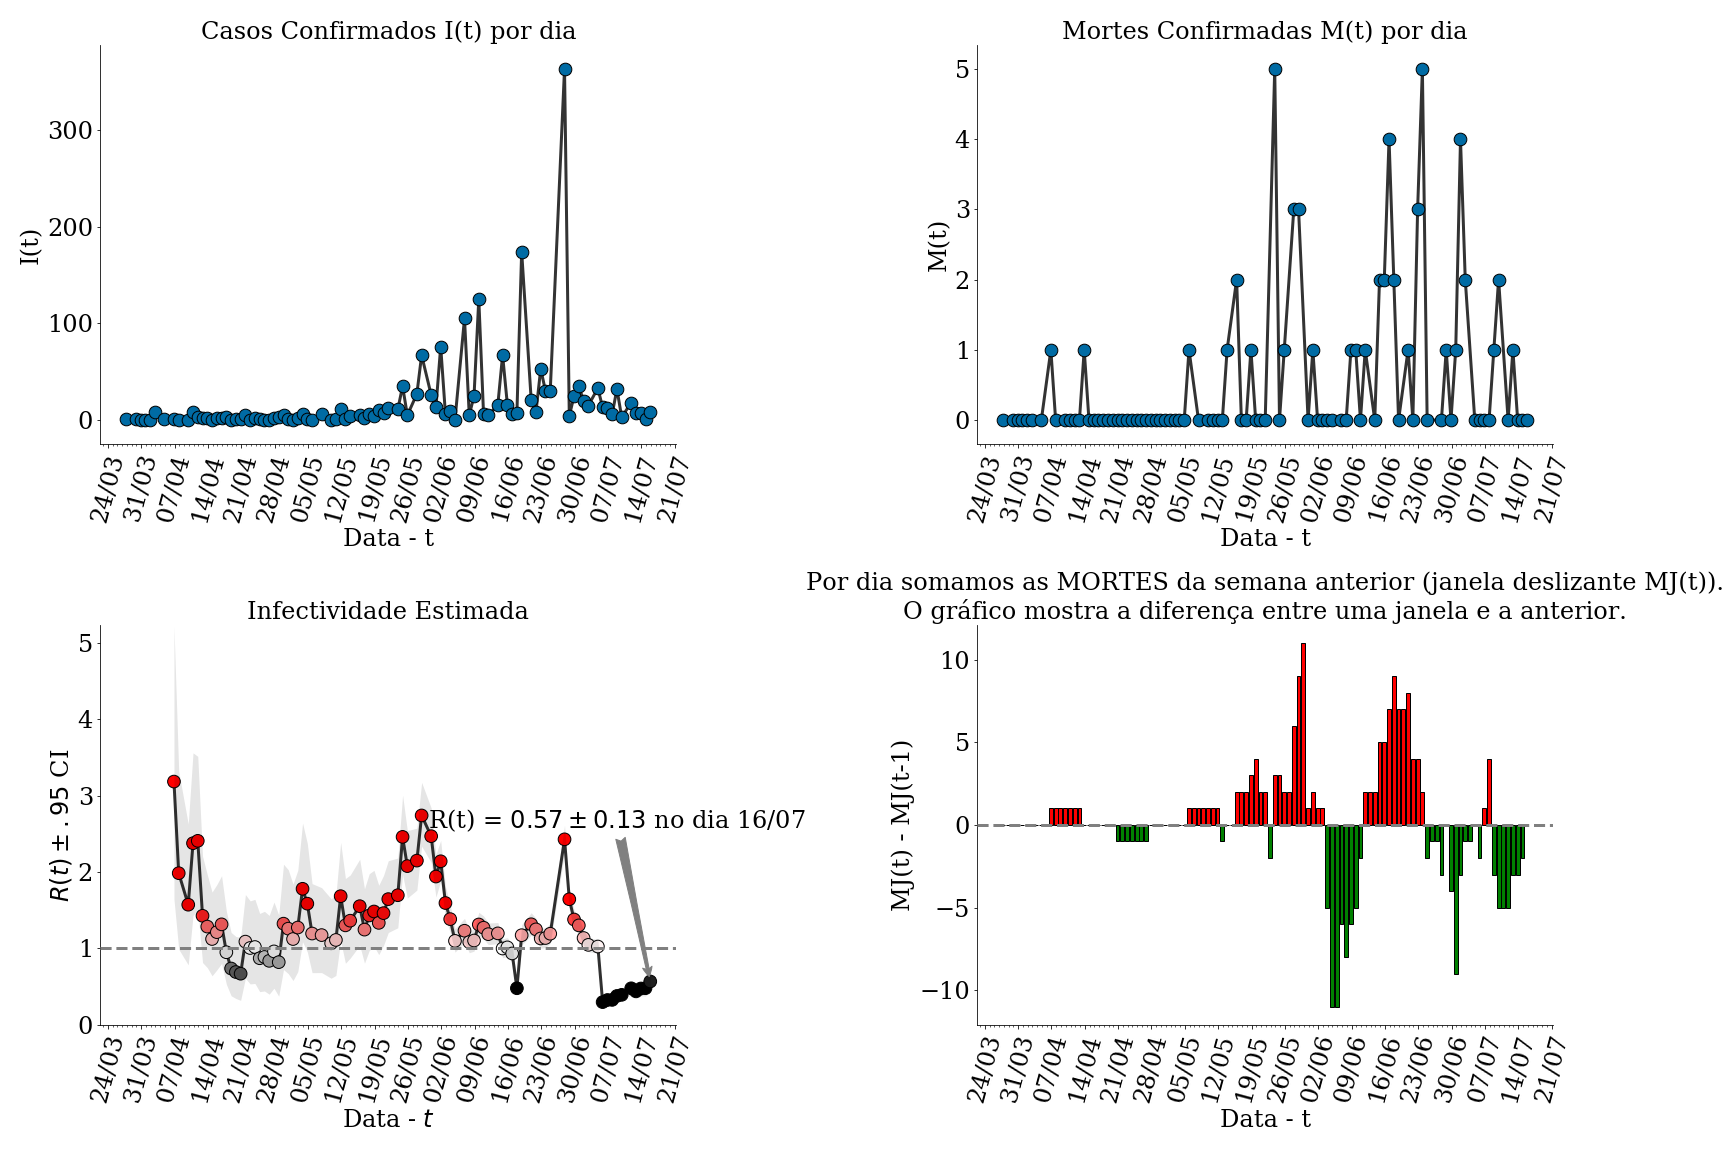 Casos Confirmados I(t) por dia
I(t)
300
200
100
0
24/03 31/03 07/04 14/04 21/04 28/04 05/05 12/05 19/05 26/05 02/06 09/06 16/06 23/06 30/06 07/07 14/07 21/07
Data - t
Mortes Confirmadas M(t) por dia
M(t)
5
4
3
2
1
0
24/03 31/03 07/04 14/04 21/04 28/04 05/05 12/05 19/05 26/05 02/06 09/06 16/06 23/06 30/06 07/07 14/07 21/07
Data - t
Infectividade Estimada
R(t) ± .95 CI
5
4
3
2
1
0
R(t) = 0.57 ± 0.13 no dia 16/07
24/03 31/03 07/04 14/04 21/04 28/04 05/05 12/05 19/05 26/05 02/06 09/06 16/06 23/06 30/06 07/07 14/07 21/07
Data - t
Por dia somamos as MORTES da semana anterior (janela deslizante MJ(t)).
O gráfico mostra a diferença entre uma janela e a anterior.
MJ(t) - MJ(t-1)
10
5
0
−5
−10
24/03 31/03 07/04 14/04 21/04 28/04 05/05 12/05 19/05 26/05 02/06 09/06 16/06 23/06 30/06 07/07 14/07 21/07
Data - t